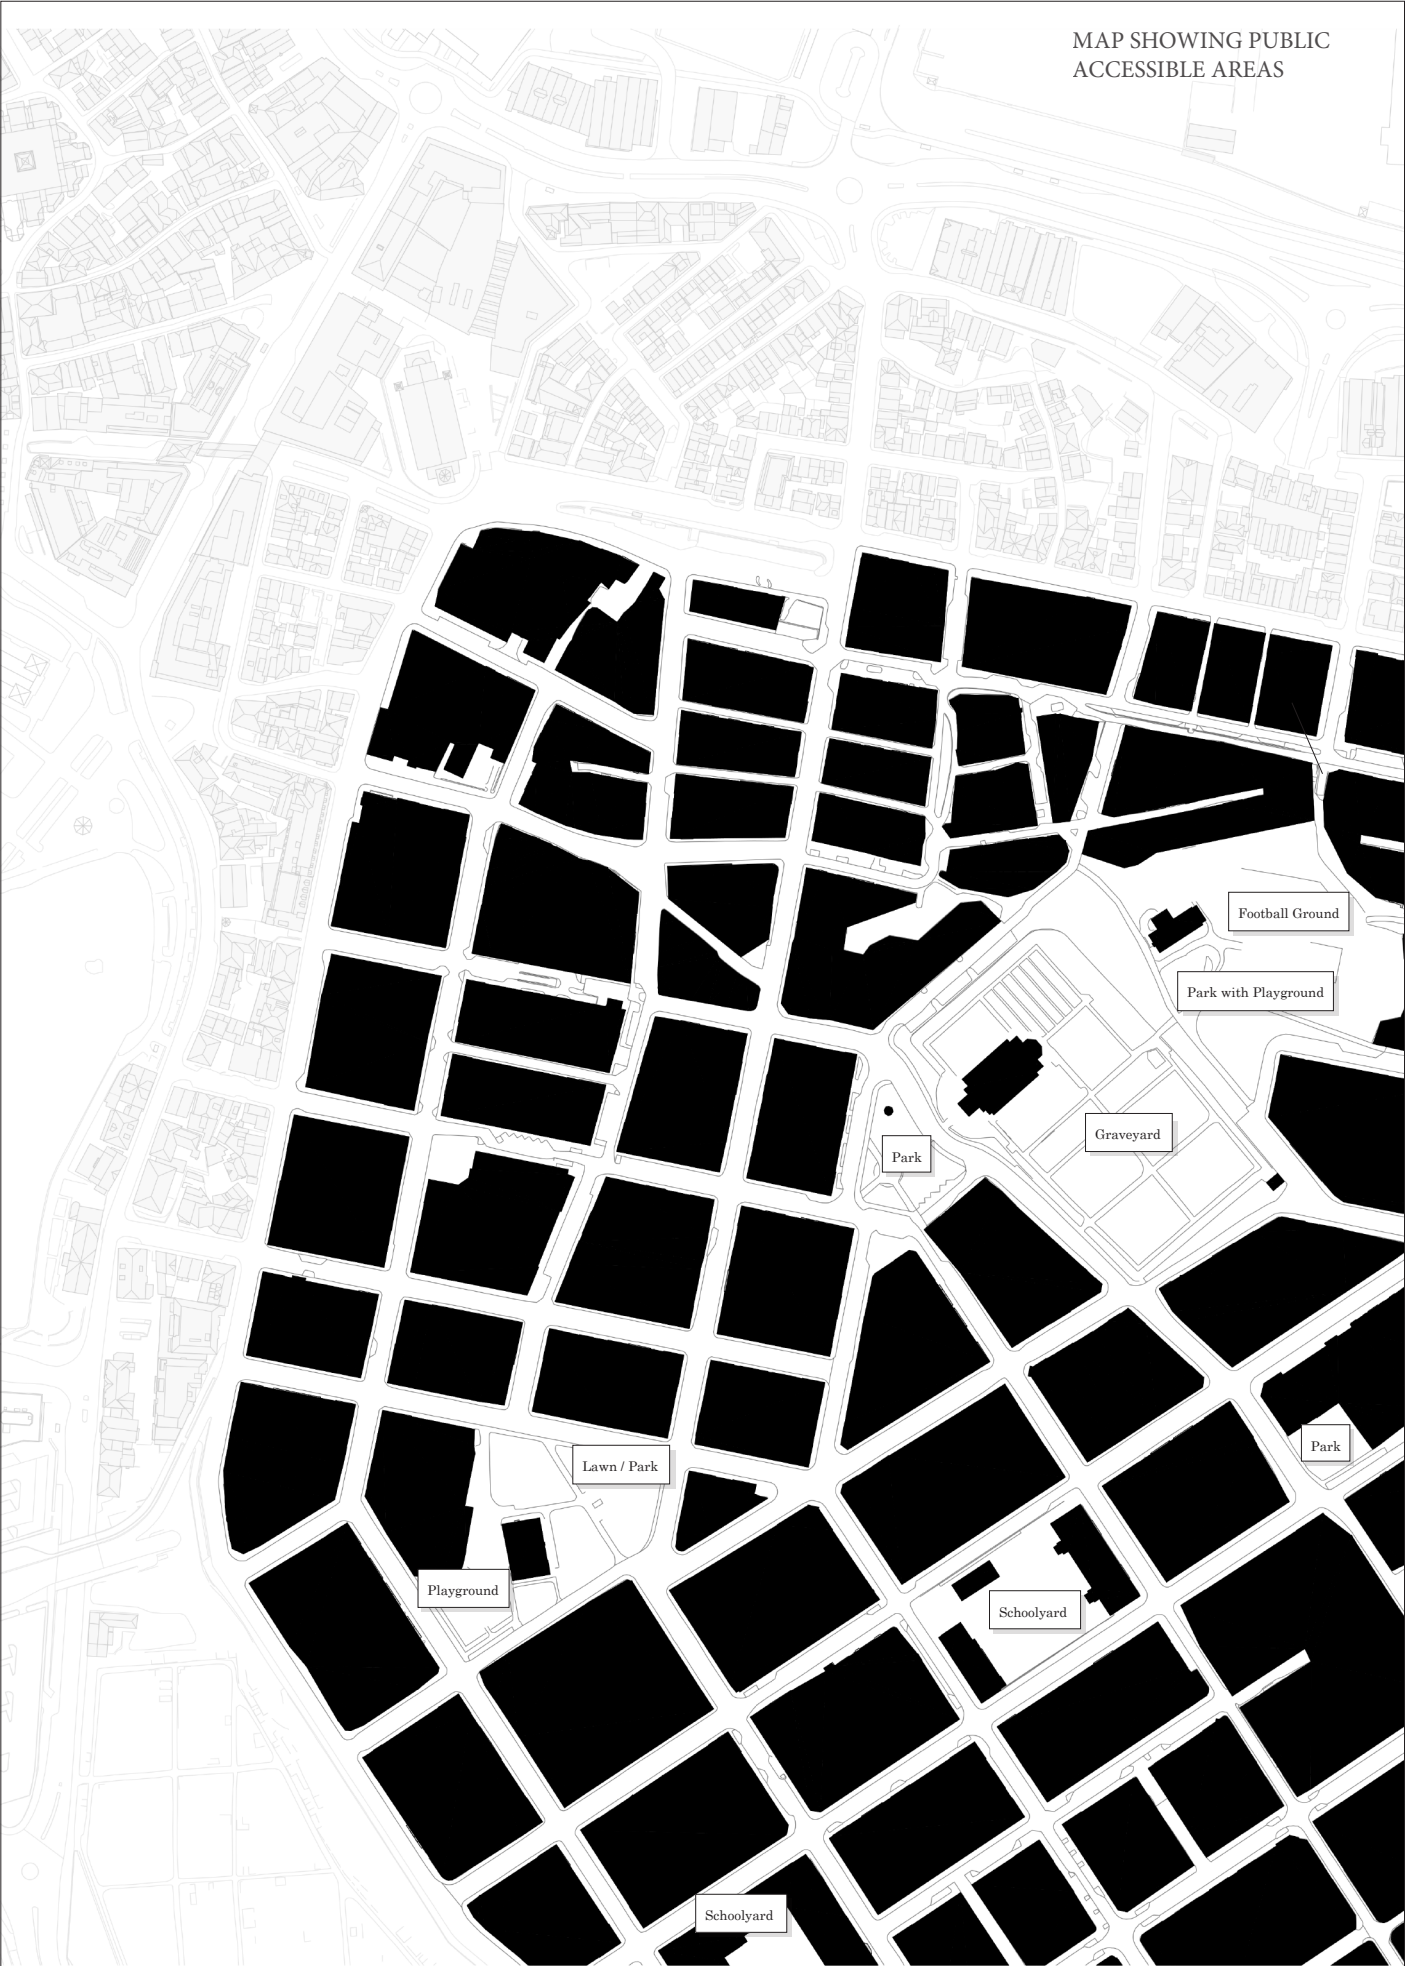 MAP SHOWING PUBLIC
ACCESSIBLE AREAS
Football Ground
Park with Playground
Graveyard
Park
Park
Lawn / Park
Playground
Schoolyard
Schoolyard